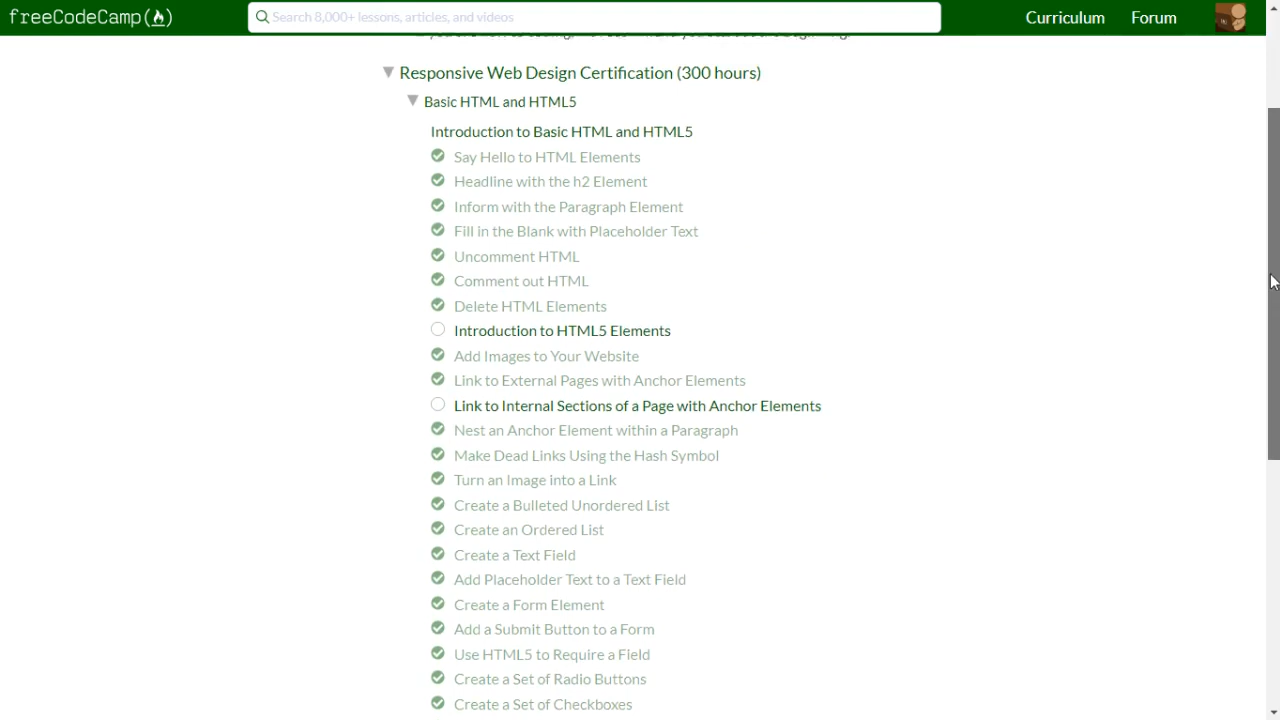 freeCodeCamp
Search 8,000+ lessons, articles, and videos
Curriculum
Forum
Responsive Web Design Certification (300 hours)
Basic HTML and HTML5
Introduction to Basic HTML and HTML5
Say Hello to HTML Elements
Headline with the h2 Element
Inform with the Paragraph Element
Fill in the Blank with Placeholder Text
Uncomment HTML
Comment out HTML
Delete HTML Elements
Introduction to HTML5 Elements
Add Images to Your Website
Link to External Pages with Anchor Elements
Link to Internal Sections of a Page with Anchor Elements
Nest an Anchor Element within a Paragraph
Make Dead Links Using the Hash Symbol
Turn an Image into a Link
Create a Bulleted Unordered List
Create an Ordered List
Create a Text Field
Add Placeholder Text to a Text Field
Create a Form Element
Add a Submit Button to a Form
Use HTML5 to Require a Field
Create a Set of Radio Buttons
Create a Set of Checkboxes